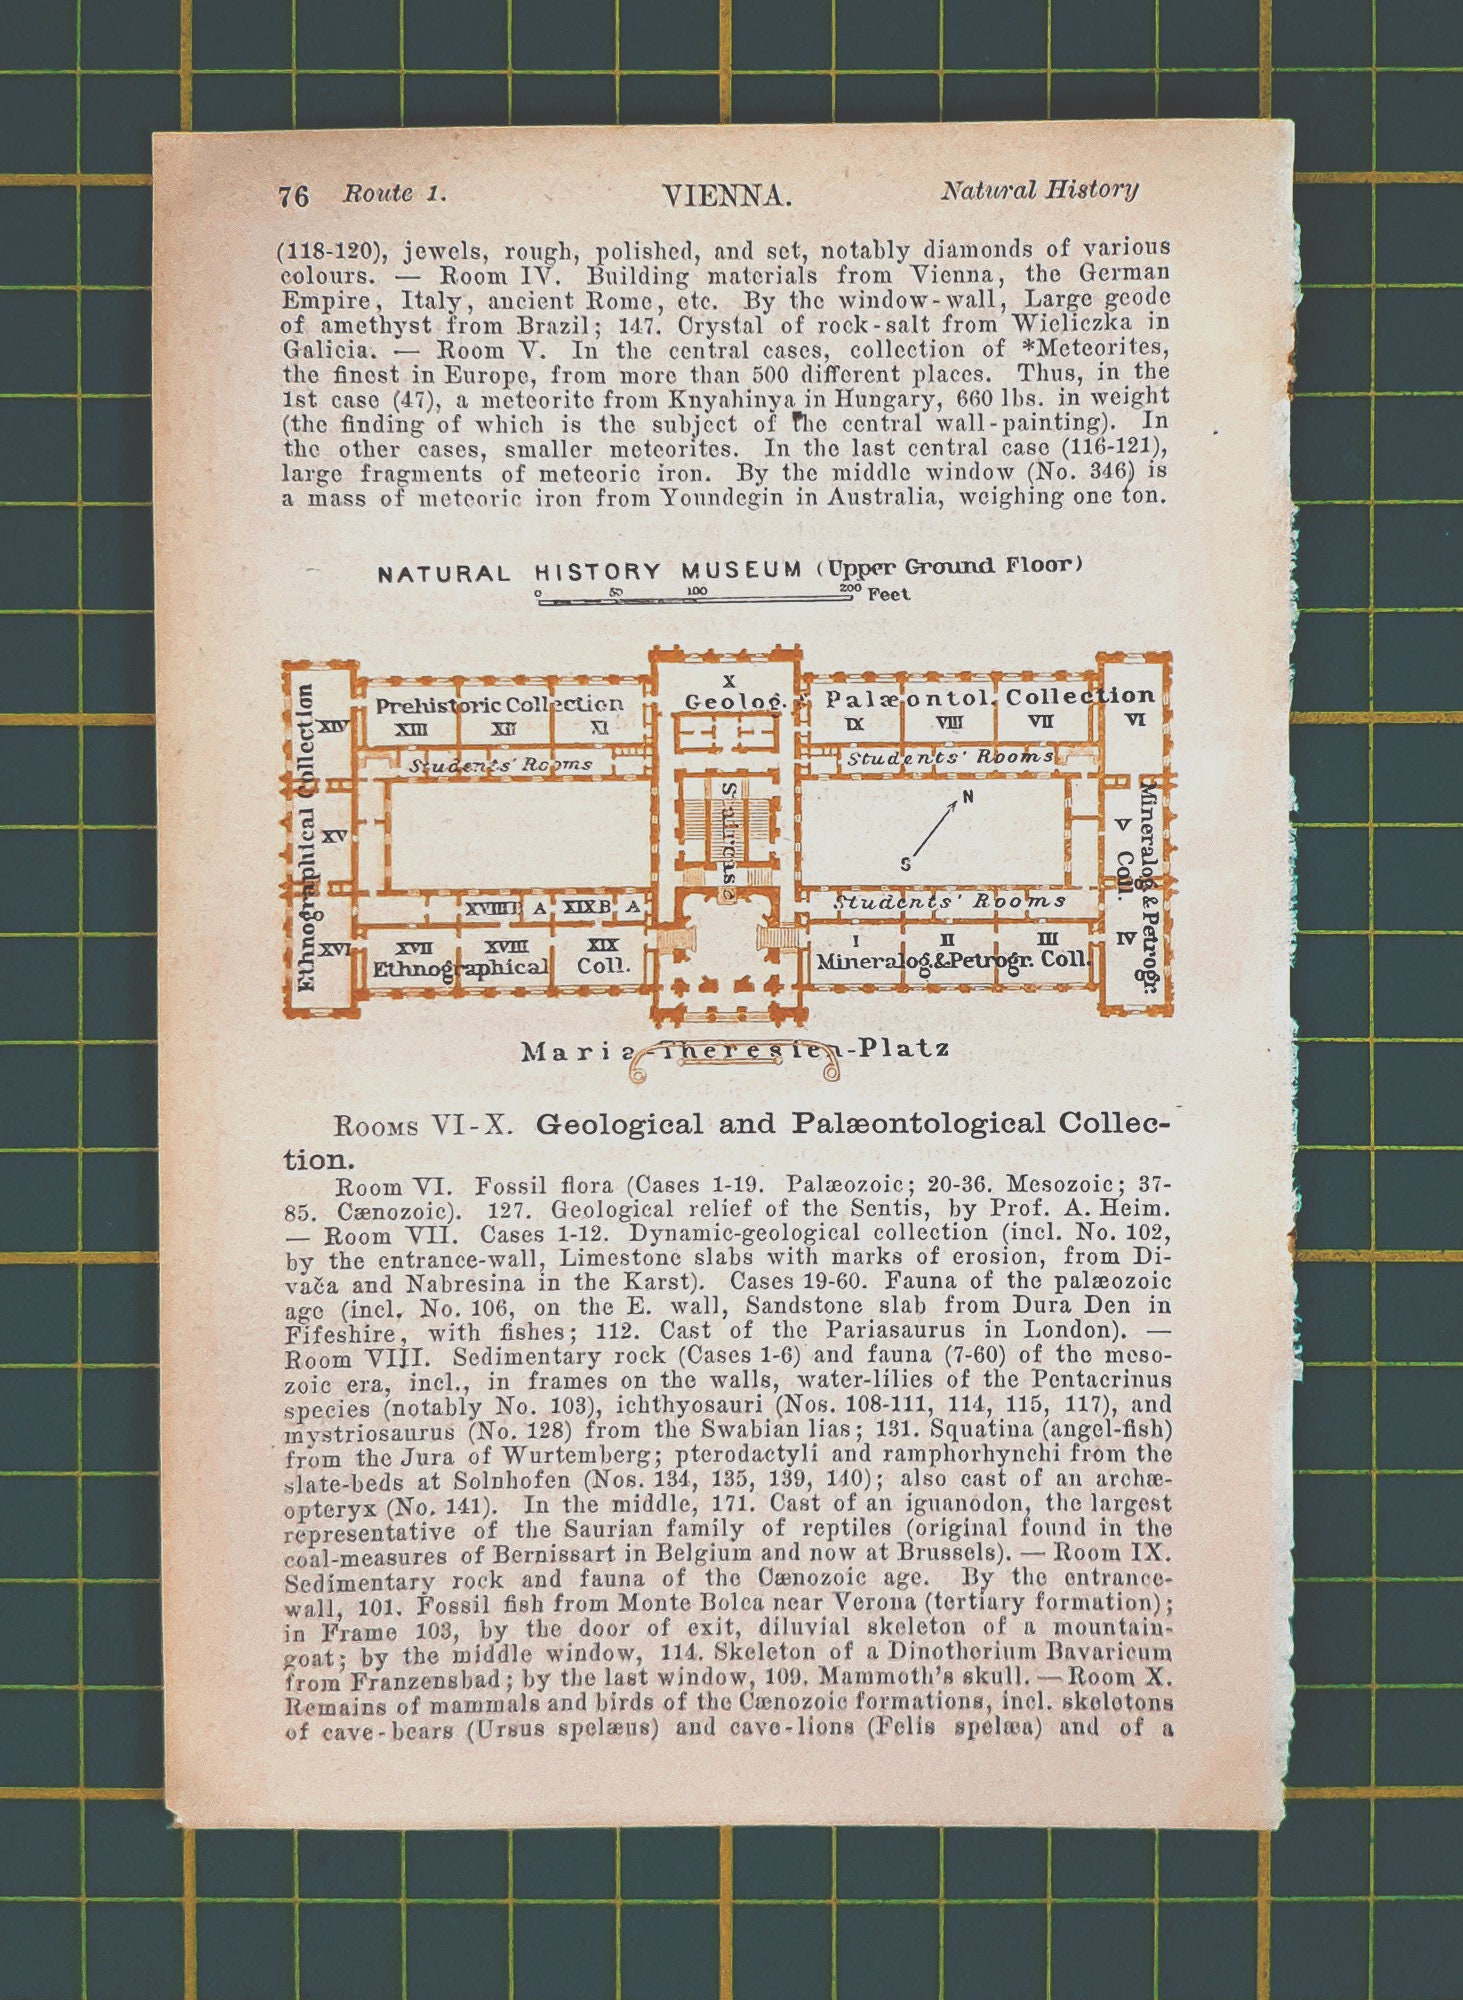 76 Route 1. VIENNA. Natural History
(118-120), jewels, rough, polished, and set, notably diamonds of various
colours. — Room IV. Building materials from Vienna, the German
Empire, Italy, ancient Rome, etc. By the window-wall, Large geode
of amethyst from Brazil; 147. Crystal of rock-salt from Wieliczka in
Galicia. — Room V. In the central cases, collection of *Meteorites,
the finest in Europe, from more than 500 different places. Thus, in the
1st case (47), a meteorite from Knyahinya in Hungary, 660 lbs. in weight
(the finding of which is the subject of the central wall-painting). In
the other cases, smaller meteorites. In the last central case (116-121),
large fragments of meteoric iron. By the middle window (No. 346) is
a mass of meteoric iron from Youndegin in Australia, weighing one ton.
NATURAL HISTORY MUSEUM (Upper Ground Floor)
0 50 100 200 Feet
X
Geolog. & Palæontol. Collection
Prehistoric Collection
XIV XIII XII XI IX VIII VII VI
Students' Rooms Students' Rooms
Ethnographical Collection
Staircase
N
S
XV V
Mineralog. & Petrogr. Coll.
XVIII B A XIX B A Students' Rooms
XVI XVII XVIII XIX I II III IV
Ethnographical Coll. Mineralog. & Petrogr. Coll.
Maria-Theresien-Platz
ROOMS VI-X. Geological and Palæontological Collec-
tion.
Room VI. Fossil flora (Cases 1-19. Palæozoic; 20-36. Mesozoic; 37-
85. Cænozoic). 127. Geological relief of the Sentis, by Prof. A. Heim.
— Room VII. Cases 1-12. Dynamic-geological collection (incl. No. 102,
by the entrance-wall, Limestone slabs with marks of erosion, from Di-
vača and Nabresina in the Karst). Cases 19-60. Fauna of the palæozoic
age (incl. No. 106, on the E. wall, Sandstone slab from Dura Den in
Fifeshire, with fishes; 112. Cast of the Pariasaurus in London). —
Room VIII. Sedimentary rock (Cases 1-6) and fauna (7-60) of the meso-
zoic era, incl., in frames on the walls, water-lilies of the Pentacrinus
species (notably No. 103), ichthyosauri (Nos. 108-111, 114, 115, 117), and
mystriosaurus (No. 128) from the Swabian lias; 131. Squatina (angel-fish)
from the Jura of Wurtemberg; pterodactyli and ramphorhynchi from the
slate-beds at Solnhofen (Nos. 134, 135, 139, 140); also cast of an archæ-
opteryx (No. 141). In the middle, 171. Cast of an iguanodon, the largest
representative of the Saurian family of reptiles (original found in the
coal-measures of Bernissart in Belgium and now at Brussels). — Room IX.
Sedimentary rock and fauna of the Cænozoic age. By the entrance-
wall, 101. Fossil fish from Monte Bolca near Verona (tertiary formation);
in Frame 103, by the door of exit, diluvial skeleton of a mountain-
goat; by the middle window, 114. Skeleton of a Dinotherium Bavaricum
from Franzensbad; by the last window, 109. Mammoth's skull. — Room X.
Remains of mammals and birds of the Cænozoic formations, incl. skeletons
of cave-bears (Ursus spelæus) and cave-lions (Felis spelæa) and of a